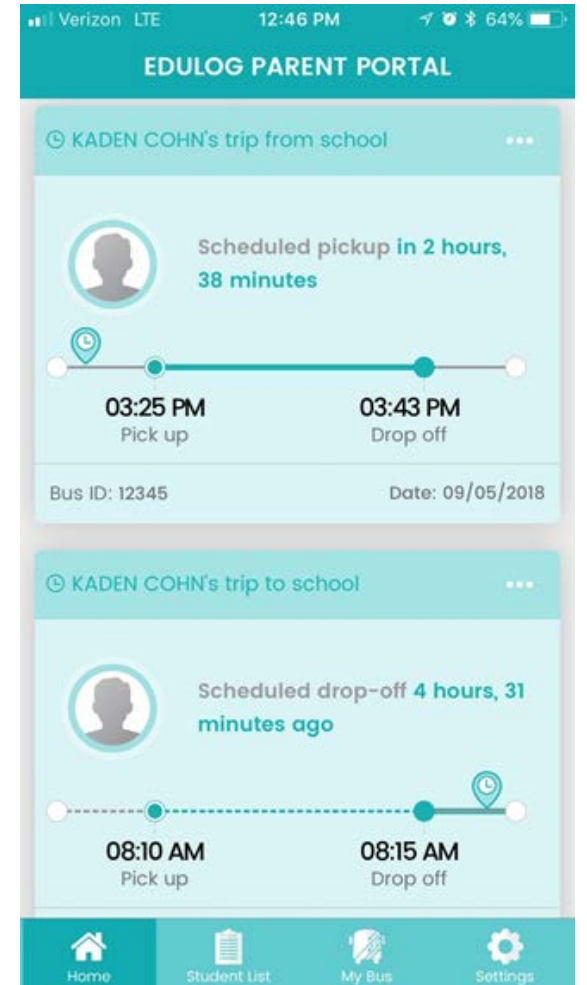 Verizon LTE 12:46 PM 64%
EDULOG PARENT PORTAL
KADEN COHN's trip from school
Scheduled pickup in 2 hours,
38 minutes
03:25 PM 03:43 PM
Pick up Drop off
Bus ID: 12345 Date: 09/05/2018
KADEN COHN's trip to school
Scheduled drop-off 4 hours, 31
minutes ago
08:10 AM 08:15 AM
Pick up Drop off
Home Student List My Bus Settings